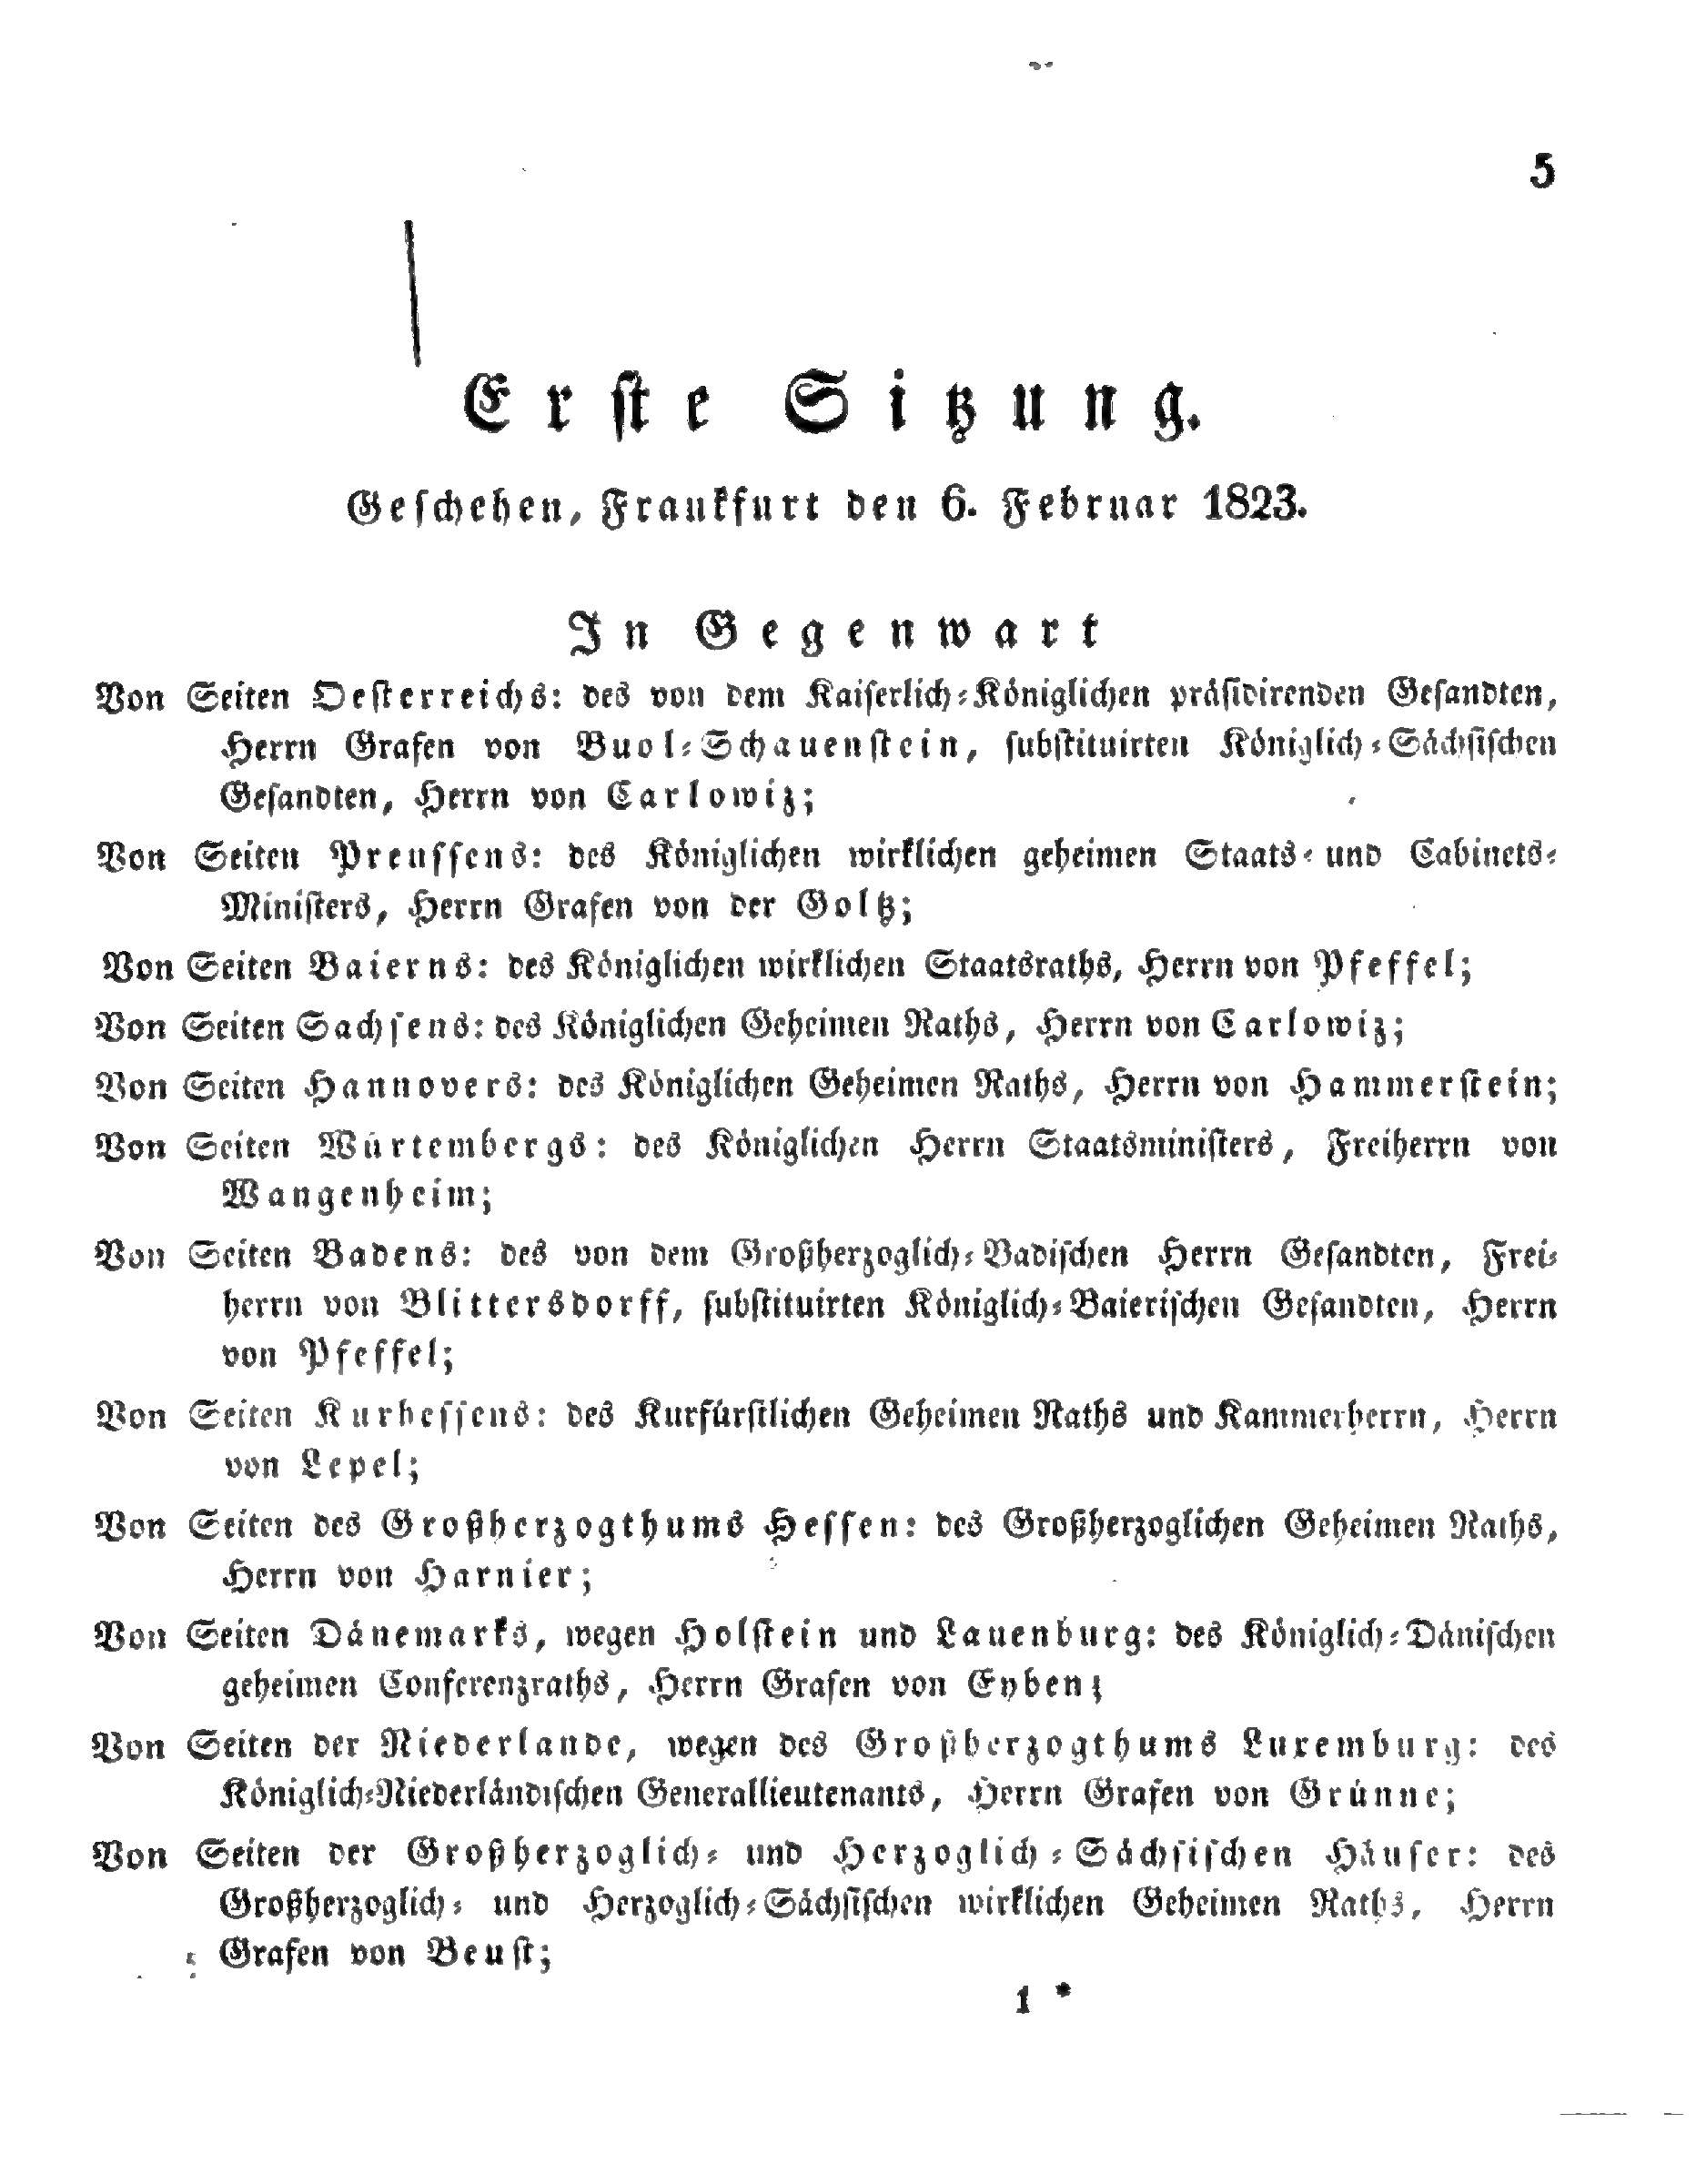 5
Erſte Sitzung.
Geſchehen, Frankfurt den 6. Februar 1823.
In Gegenwart
Von Seiten Oeſterreichs: des von dem Kaiſerlich-Königlichen präſidirenden Geſandten,
Herrn Grafen von Buol-Schauenſtein, ſubſtituirten Königlich-Sächſiſchen
Geſandten, Herrn von Carlowiz;
Von Seiten Preuſſens: des Königlichen wirklichen geheimen Staats- und Cabinets-
Miniſters, Herrn Grafen von der Goltz;
Von Seiten Baierns: des Königlichen wirklichen Staatsraths, Herrn von Pfeffel;
Von Seiten Sachſens: des Königlichen Geheimen Raths, Herrn von Carlowiz;
Von Seiten Hannovers: des Königlichen Geheimen Raths, Herrn von Hammerſtein;
Von Seiten Würtembergs: des Königlichen Herrn Staatsminiſters, Freiherrn von
Wangenheim;
Von Seiten Badens: des von dem Großherzoglich-Badiſchen Herrn Geſandten, Frei-
herrn von Blittersdorff, ſubſtituirten Königlich-Baieriſchen Geſandten, Herrn
von Pfeffel;
Von Seiten Kurheſſens: des Kurfürſtlichen Geheimen Raths und Kammerherrn, Herrn
von Lepel;
Von Seiten des Großherzogthums Heſſen: des Großherzoglichen Geheimen Raths,
Herrn von Harnier;
Von Seiten Dänemarks, wegen Holſtein und Lauenburg: des Königlich-Däniſchen
geheimen Conferenzraths, Herrn Grafen von Eyben;
Von Seiten der Niederlande, wegen des Großherzogthums Luxemburg: des
Königlich-Niederländiſchen Generallieutenants, Herrn Grafen von Grünne;
Von Seiten der Großherzoglich- und Herzoglich-Sächſiſchen Häuſer: des
Großherzoglich- und Herzoglich-Sächſiſchen wirklichen Geheimen Raths, Herrn
Grafen von Beuſt;
1 *